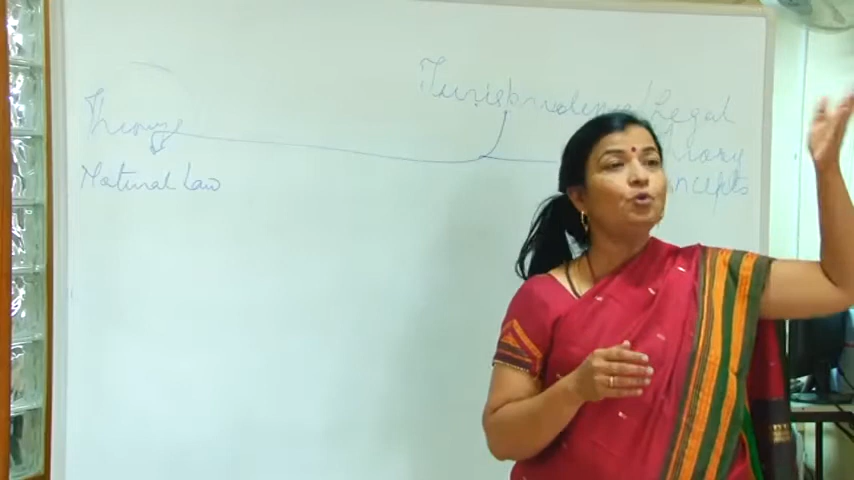 Jurisprudence/Legal
Theory
Theory
Concepts
Natural Law